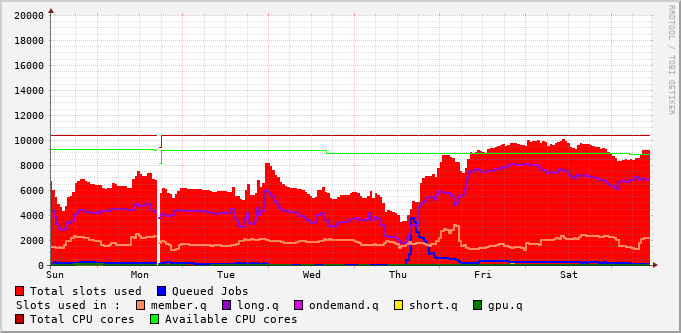 20000
18000
16000
14000
12000
10000
8000
6000
4000
2000
0
Sun Mon Tue Wed Thu Fri Sat
RRDTOOL / TOBI OETIKER
Total slots used Queued Jobs
Slots used in : member.q long.q ondemand.q short.q gpu.q
Total CPU cores Available CPU cores